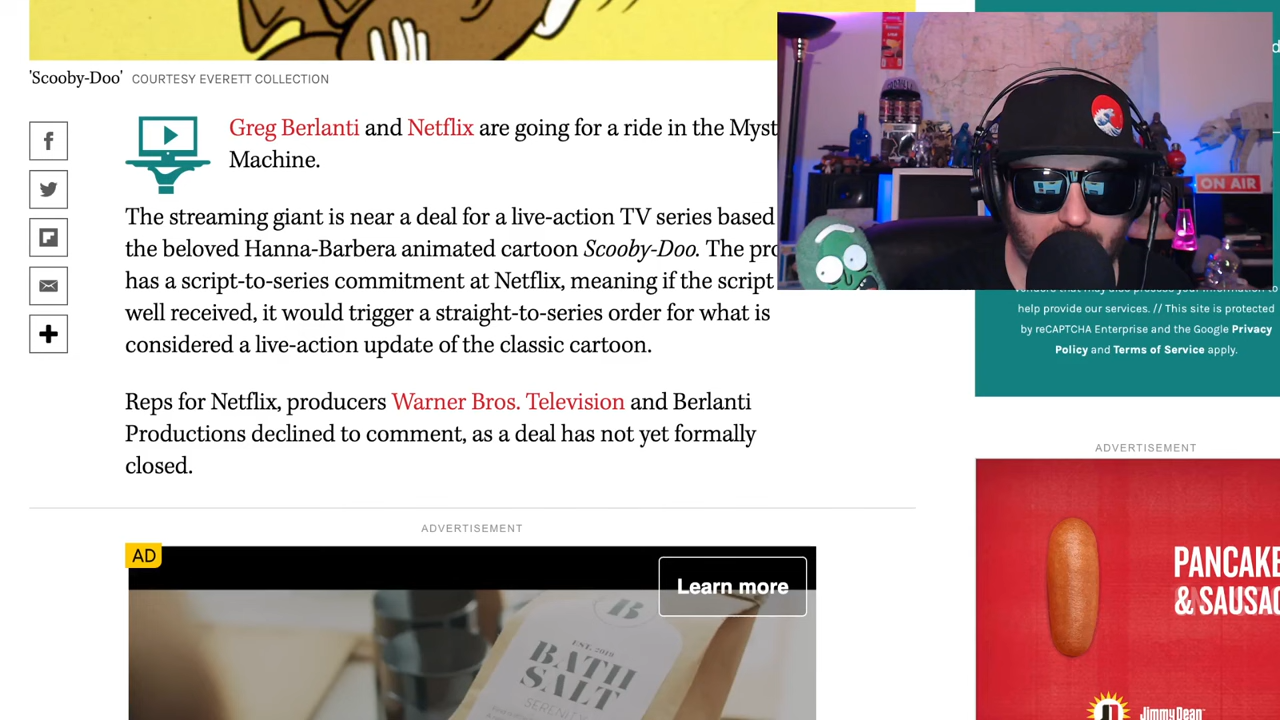 'Scooby-Doo' COURTESY EVERETT COLLECTION
Greg Berlanti and Netflix are going for a ride in the Myst
Machine.
The streaming giant is near a deal for a live-action TV series based
the beloved Hanna-Barbera animated cartoon Scooby-Doo. The pro
has a script-to-series commitment at Netflix, meaning if the script
well received, it would trigger a straight-to-series order for what is
considered a live-action update of the classic cartoon.
Reps for Netflix, producers Warner Bros. Television and Berlanti
Productions declined to comment, as a deal has not yet formally
closed.
ADVERTISEMENT
AD
Learn more
B
EST. 2018
BATH
SALT
SERENITY
ON AIR
help provide our services. // This site is protected
by reCAPTCHA Enterprise and the Google Privacy
Policy and Terms of Service apply.
ADVERTISEMENT
PANCAKE
& SAUSAG
Jimmy Dean